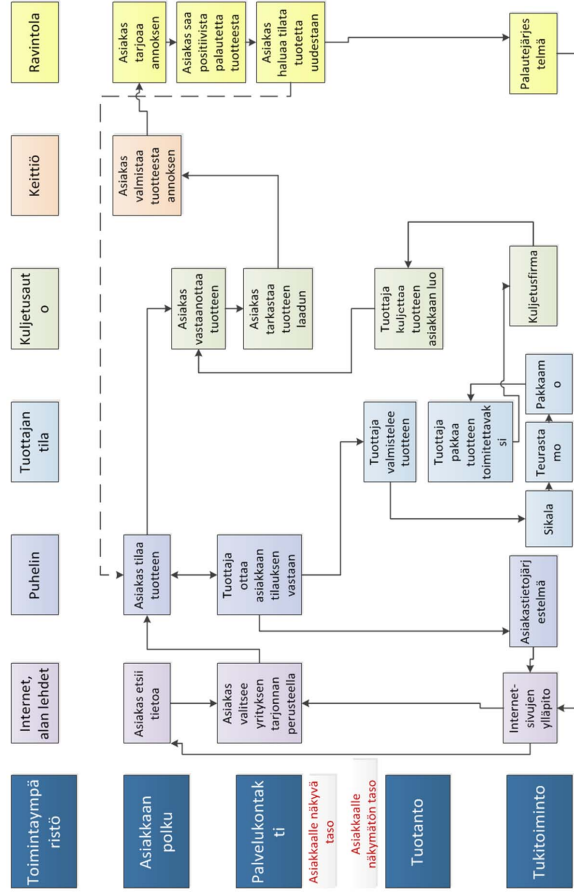 Toimintaympä
ristö
Internet,
alan lehdet
Puhelin
Tuottajan
tila
Kuljetusaut
o
Keittiö
Ravintola
Asiakkaan
polku
Asiakas etsii
tietoa
Asiakas tilaa
tuotteen
Asiakas
vastaanottaa
tuotteen
Asiakas
tarkastaa
tuotteen
laadun
Asiakas
valmistaa
tuotteesta
annoksen
Asiakas
tarjoaa
annoksen
Asiakas saa
positiivista
palautetta
tuotteesta
Asiakas
haluaa tilata
tuotetta
uudestaan
Palvelukontak
ti
Asiakas
valitsee
yrityksen
tarjonnan
perusteella
Tuottaja
ottaa
asiakkaan
tilauksen
vastaan
Asiakkaalle näkyvä
taso
Asiakkaalle
näkymätön taso
Tuotanto
Tuottaja
valmistelee
tuotteen
Tuottaja
pakkaa
tuotteen
toimitettavak
si
Tuottaja
kuljettaa
tuotteen
asiakkaan luo
Tukitoiminto
Internet-
sivujen
ylläpito
Asiakastietojärj
estelmä
Sikala
Teurasta
mo
Pakkaam
o
Kuljetusfirma
Palautejärjes
telmä